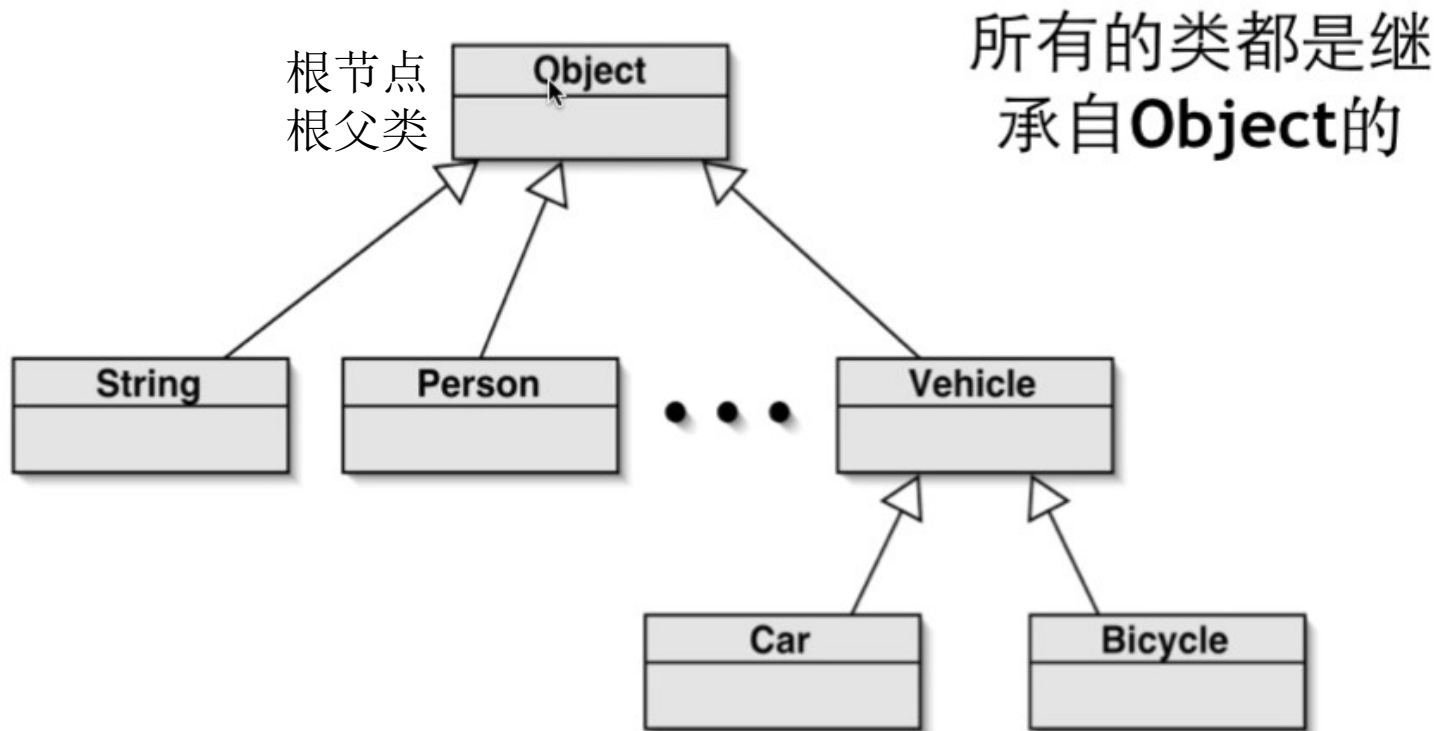 所有的类都是继
承自Object的
根节点
根父类
Object
String
Person
Vehicle
Car
Bicycle